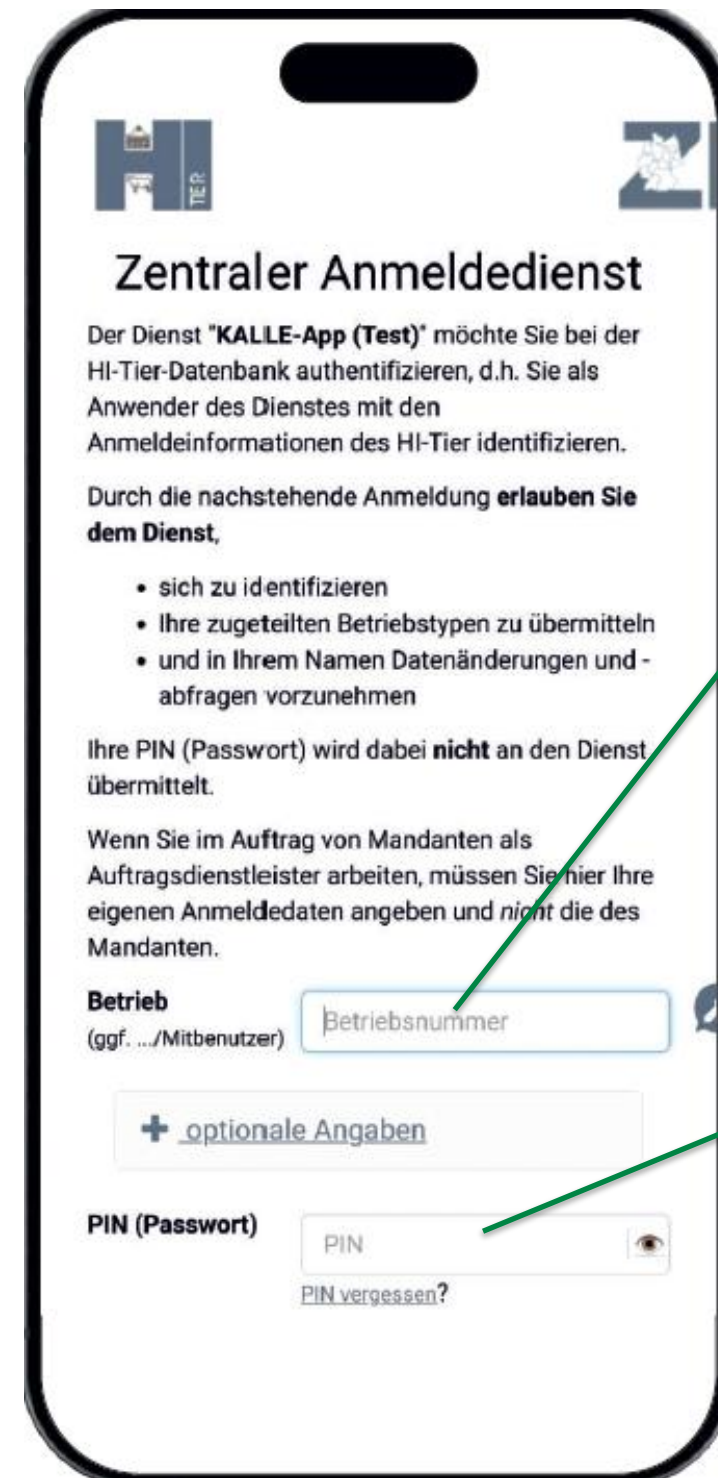 HI
TIER
Z
Zentraler Anmeldedienst
Der Dienst "KALLE-App (Test)" möchte Sie bei der
HI-Tier-Datenbank authentifizieren, d.h. Sie als
Anwender des Dienstes mit den
Anmeldeinformationen des HI-Tier identifizieren.
Durch die nachstehende Anmeldung erlauben Sie
dem Dienst,
• sich zu identifizieren
• Ihre zugeteilten Betriebstypen zu übermitteln
• und in Ihrem Namen Datenänderungen und -
abfragen vorzunehmen
Ihre PIN (Passwort) wird dabei nicht an den Dienst
übermittelt.
Wenn Sie im Auftrag von Mandanten als
Auftragsdienstleister arbeiten, müssen Sie hier Ihre
eigenen Anmeldedaten angeben und nicht die des
Mandanten.
Betrieb
(ggf. .../Mitbenutzer)
Betriebsnummer
+ optionale Angaben
PIN (Passwort)
PIN
PIN vergessen?